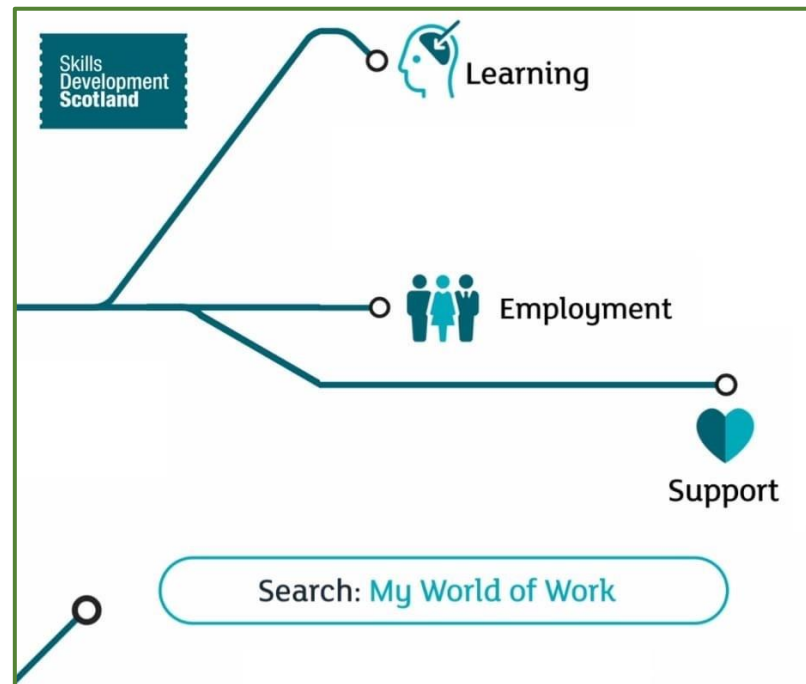 Skills
Development
Scotland
Learning
Employment
Support
Search: My World of Work